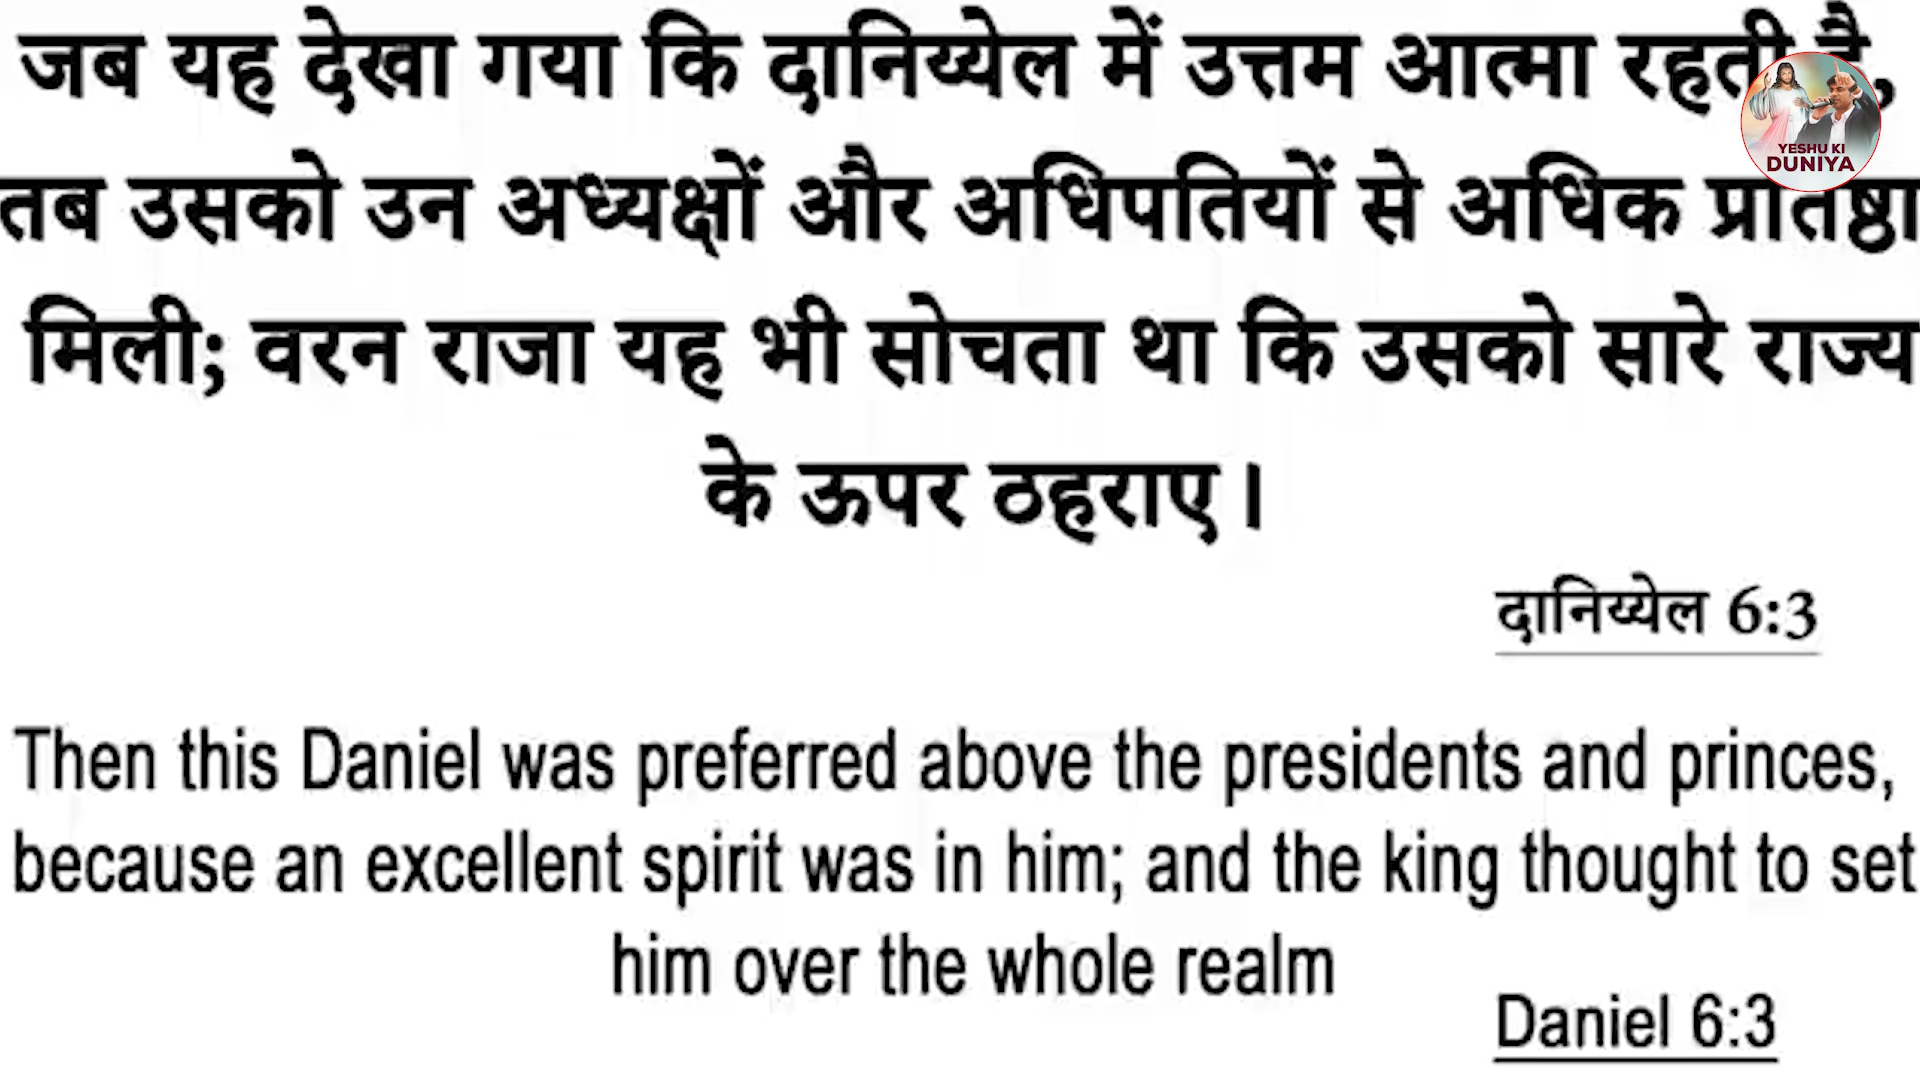 जब यह देखा गया कि दानिय्येल में उत्तम आत्मा रहती है,
तब उसको उन अध्यक्षों और अधिपतियों से अधिक प्रतिष्ठा
मिली; वरन राजा यह भी सोचता था कि उसको सारे राज्य
के ऊपर ठहराए।
दानिय्येल 6:3
Then this Daniel was preferred above the presidents and princes,
because an excellent spirit was in him; and the king thought to set
him over the whole realm
Daniel 6:3
YESHU KI
DUNIYA